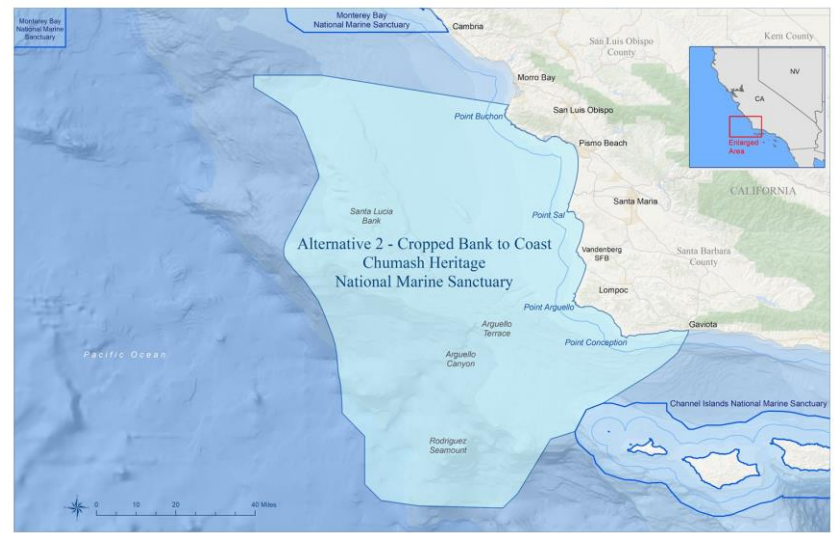 Monterey Bay
National Marine
Sanctuary
Monterey Bay
National Marine Sanctuary
Cambria
San Luis Obispo
County
Kern County
Morro Bay
NV
CA
Enlarged
Area
Point Buchon
San Luis Obispo
Pismo Beach
CALIFORNIA
Santa Lucia
Bank
Point Sal
Santa Maria
Alternative 2 - Cropped Bank to Coast
Chumash Heritage
National Marine Sanctuary
Vandenberg
SFB
Santa Barbara
County
Lompoc
Point Arguello
Arguello
Terrace
Gaviota
Point Conception
Pacific Ocean
Arguello
Canyon
Channel Islands National Marine Sanctuary
Rodriguez
Seamount
0 10 20 40 Miles